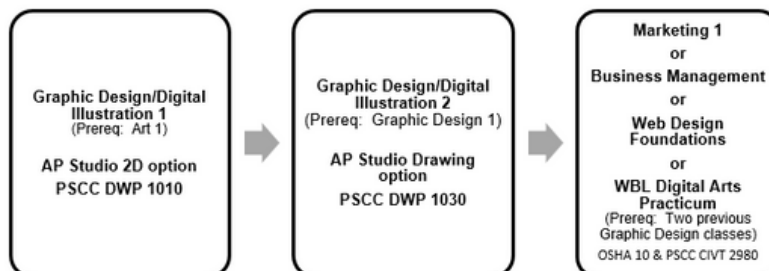 Graphic Design/Digital
Illustration 1
(Prereq: Art 1)
AP Studio 2D option
PSCC DWP 1010
Graphic Design/Digital
Illustration 2
(Prereq: Graphic Design 1)
AP Studio Drawing
option
PSCC DWP 1030
Marketing 1
or
Business Management
or
Web Design
Foundations
or
WBL Digital Arts
Practicum
(Prereq: Two previous
Graphic Design classes)
OSHA 10 & PSCC CIVT 2980